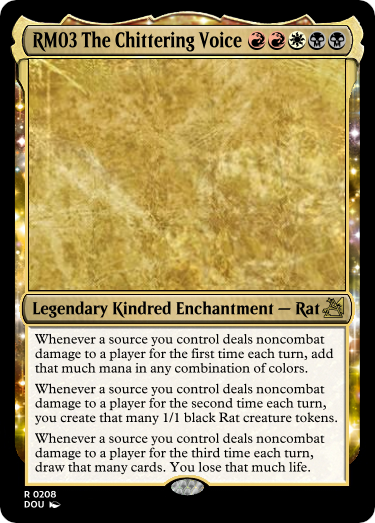 RM03 The Chittering Voice
Legendary Kindred Enchantment — Rat
Whenever a source you control deals noncombat
damage to a player for the first time each turn, add
that much mana in any combination of colors.
Whenever a source you control deals noncombat
damage to a player for the second time each turn,
you create that many 1/1 black Rat creature tokens.
Whenever a source you control deals noncombat
damage to a player for the third time each turn,
draw that many cards. You lose that much life.
R 0208
DOU